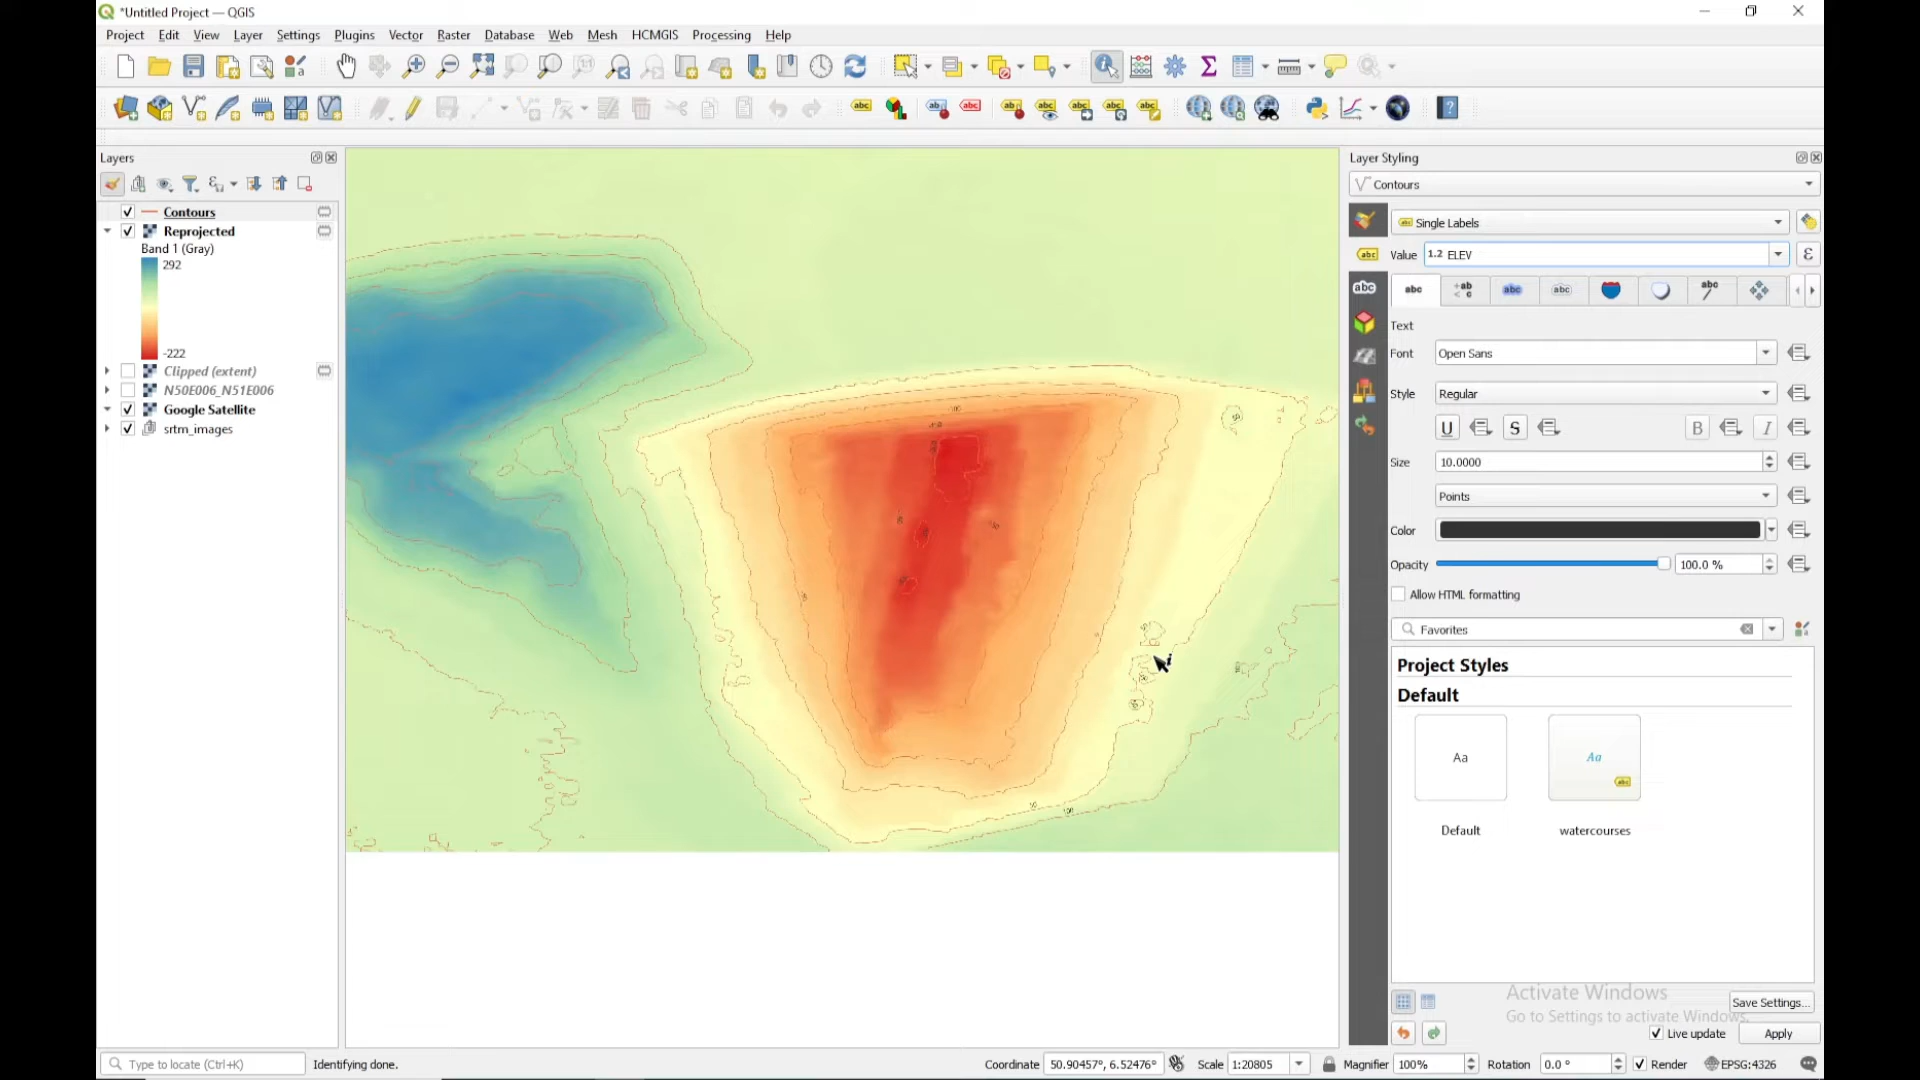 *Untitled Project — QGIS
Project Edit View Layer Settings Plugins Vector Raster Database Web Mesh HCMGIS Processing Help
Layers
Contours
Reprojected
Band 1 (Gray)
292
-222
Clipped (extent)
N50E006_N51E006
Google Satellite
srtm_images
100
50
100
Layer Styling
Contours
Single Labels
Value 1.2 ELEV
Text
Font Open Sans
Style Regular
U S B I
Size 10.0000
Points
Color
Opacity 100.0 %
Allow HTML formatting
Favorites
Project Styles
Default
Aa Aa
Default watercourses
Activate Windows
Go to Settings to activate Windows.
Save Settings...
Live update Apply
Type to locate (Ctrl+K) Identifying done. Coordinate 50.90457°, 6.52476° Scale 1:20805 Magnifier 100% Rotation 0.0 ° Render EPSG:4326